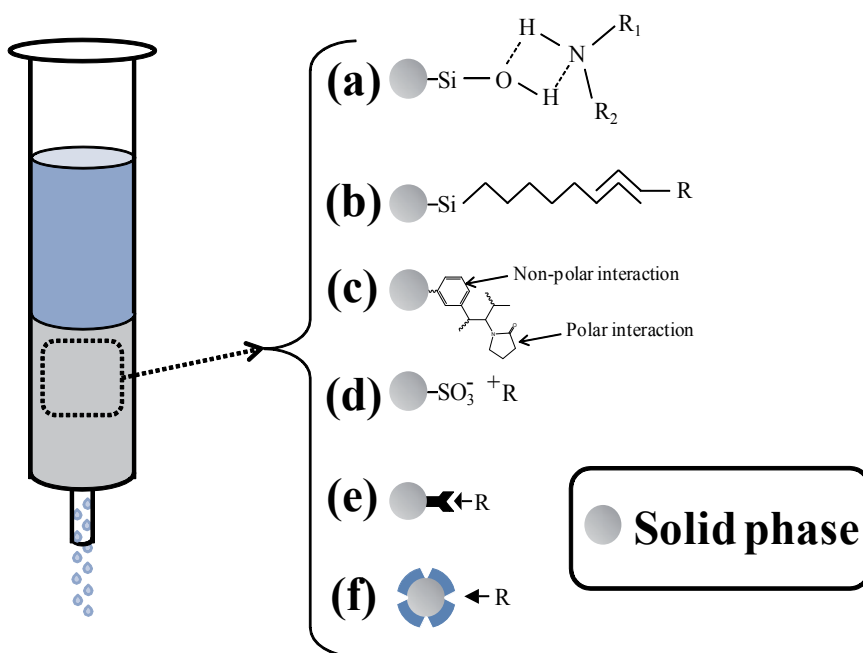 (a) Si O H H N R₁ R₂
(b) Si R
(c) Non-polar interaction
N O
Polar interaction
(d) SO₃⁻ ⁺R
(e) R
(f) R
Solid phase